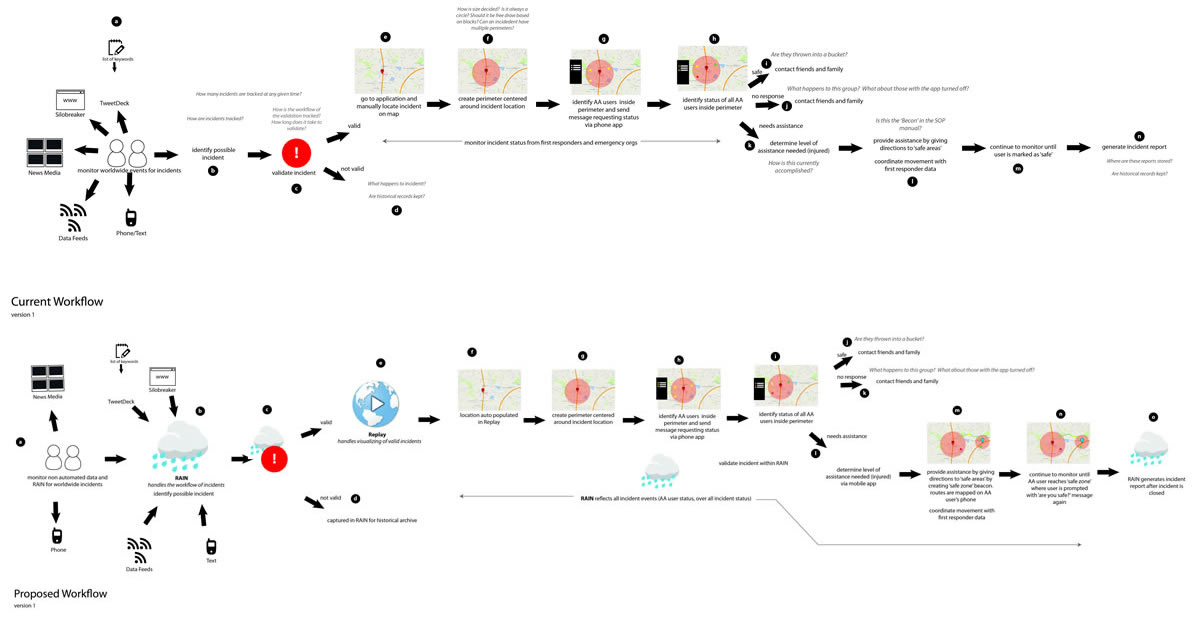 a
list of keywords
www
Silobreaker
TweetDeck
News Media
monitor worldwide events for incidents
Data Feeds
Phone/Text
How many incidents are tracked at any given time?
How are incidents tracked?
identify possible
incident
b
How is the workflow of
the validation tracked?
How long does it take to
validate?
!
validate incident
c
valid
not valid
What happens to incident?
Are historical records kept?
d
e
go to application and
manually locate incident
on map
How is size decided? Is it always a
circle? Should it be free draw based
on blocks? Can an incidedent have
multiple perimeters?
f
create perimeter centered
around incident location
g
identify AA users inside
perimeter and send
message requesting status
via phone app
h
identify status of all AA
users inside perimeter
monitor incident status from first responders and emergency orgs
Are they thrown into a bucket?
i
safe
contact friends and family
What happens to this group? What about those with the app turned off?
no response
j
contact friends and family
needs assistance
k
determine level of
assistance needed (injured)
How is this currently
accomplished?
Is this the 'Becon' in the SOP
manual?
provide assistance by giving
directions to 'safe areas'
coordinate movement with
first responder data
l
continue to monitor until
user is marked as 'safe'
m
n
generate incident report
Where are these reports stored?
Are historical records kept?
Current Workflow
version 1
News Media
a
monitor non automated data and
RAIN for worldwide incidents
Phone
list of keywords
www
Silobreaker
TweetDeck
b
RAIN
handles the workflow of incidents
identify possible incident
Data Feeds
Text
c
!
valid
not valid
d
captured in RAIN for historical archive
e
Replay
handles visualizing of valid incidents
f
location auto populated
in Replay
g
create perimeter centered
around incident location
h
identify AA users inside
perimeter and send
message requesting status
via phone app
i
identify status of all AA
users inside perimeter
validate incident within RAIN
RAIN reflects all incident events (AA user status, over all incident status)
j
Are they thrown into a bucket?
safe
contact friends and family
What happens to this group? What about those with the app turned off?
no response
contact friends and family
k
needs assistance
l
determine level of
assistance needed (injured)
via mobile app
m
provide assistance by giving
directions to 'safe areas' by
creating 'safe zone' beacon.
routes are mapped on AA
user's phone
coordinate movement with
first responder data
n
continue to monitor until
AA user reaches 'safe zone'
where user is prompted
with 'are you safe?' message
again
o
RAIN generates incident
report after incident is
closed
Proposed Workflow
version 1